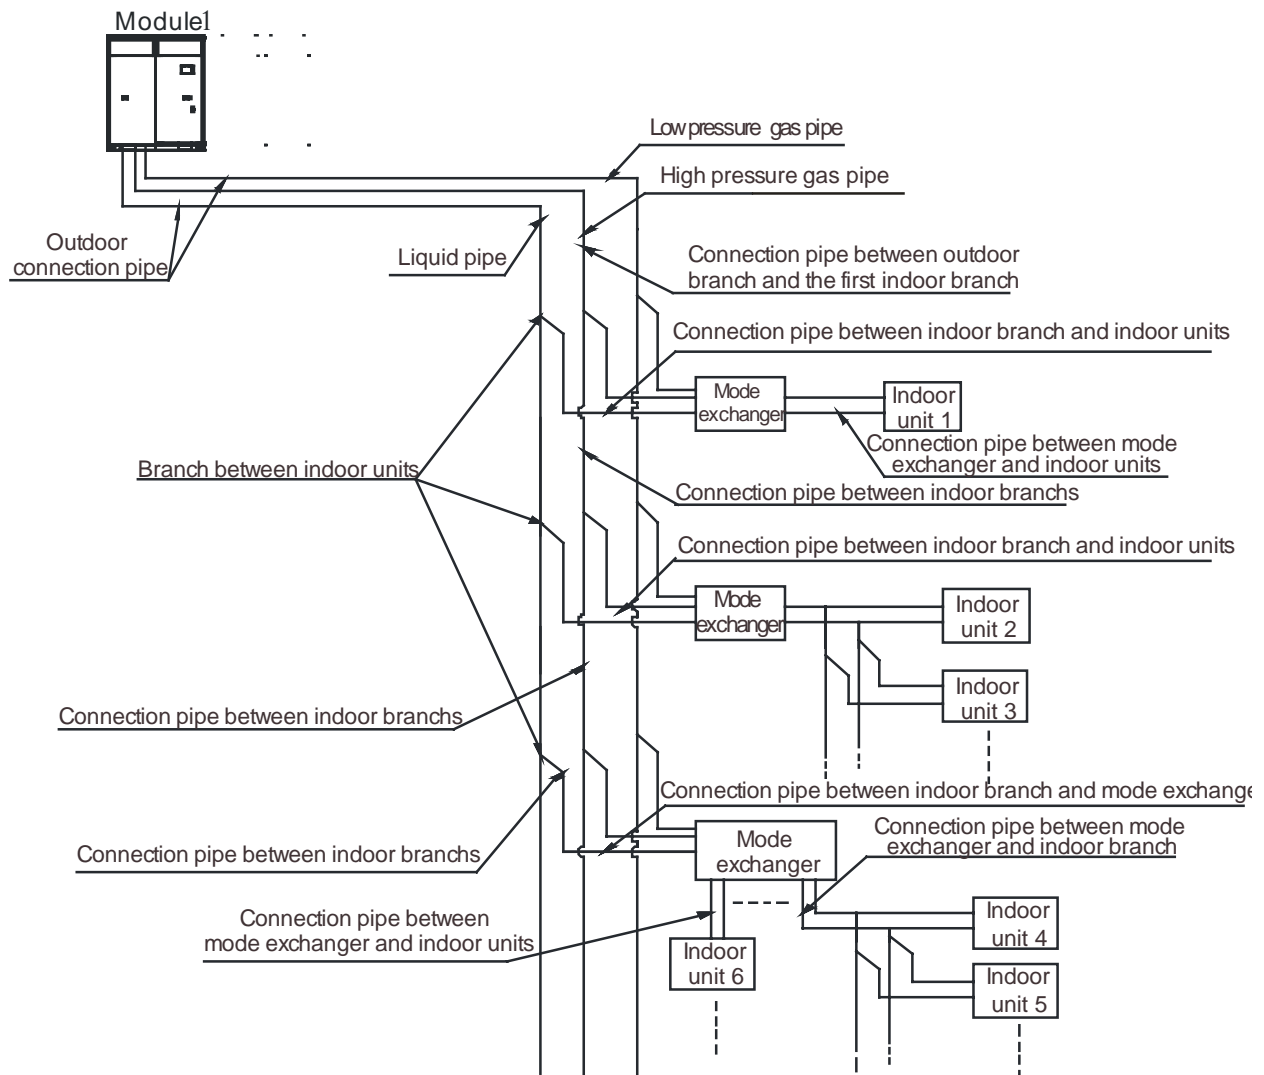 Module1
Low pressure gas pipe
High pressure gas pipe
Outdoor
connection pipe
Liquid pipe
Connection pipe between outdoor
branch and the first indoor branch
Connection pipe between indoor branch and indoor units
Mode
exchanger
Indoor
unit 1
Connection pipe between mode
exchanger and indoor units
Branch between indoor units
Connection pipe between indoor branchs
Connection pipe between indoor branch and indoor units
Mode
exchanger
Indoor
unit 2
Indoor
unit 3
Connection pipe between indoor branchs
Connection pipe between indoor branch and mode exchange
Connection pipe between mode
exchanger and indoor branch
Mode
exchanger
Connection pipe between indoor branchs
Connection pipe between
mode exchanger and indoor units
Indoor
unit 4
Indoor
unit 6
Indoor
unit 5